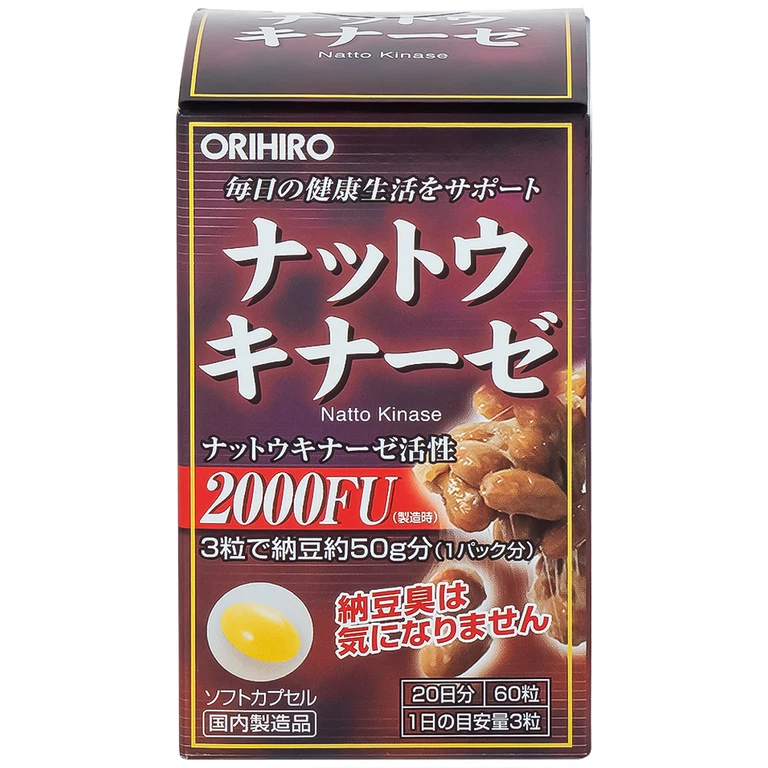 ナットウ
キナーゼ
Natto Kinase
ORIHIRO
毎日の健康生活をサポート
ナットウ
キナーゼ
Natto Kinase
ナットウキナーゼ活性
2000FU(製造時)
3粒で納豆約50g分(1パック分)
納豆臭は
気になりません
ソフトカプセル
国内製造品
20日分 60粒
1日の目安量3粒